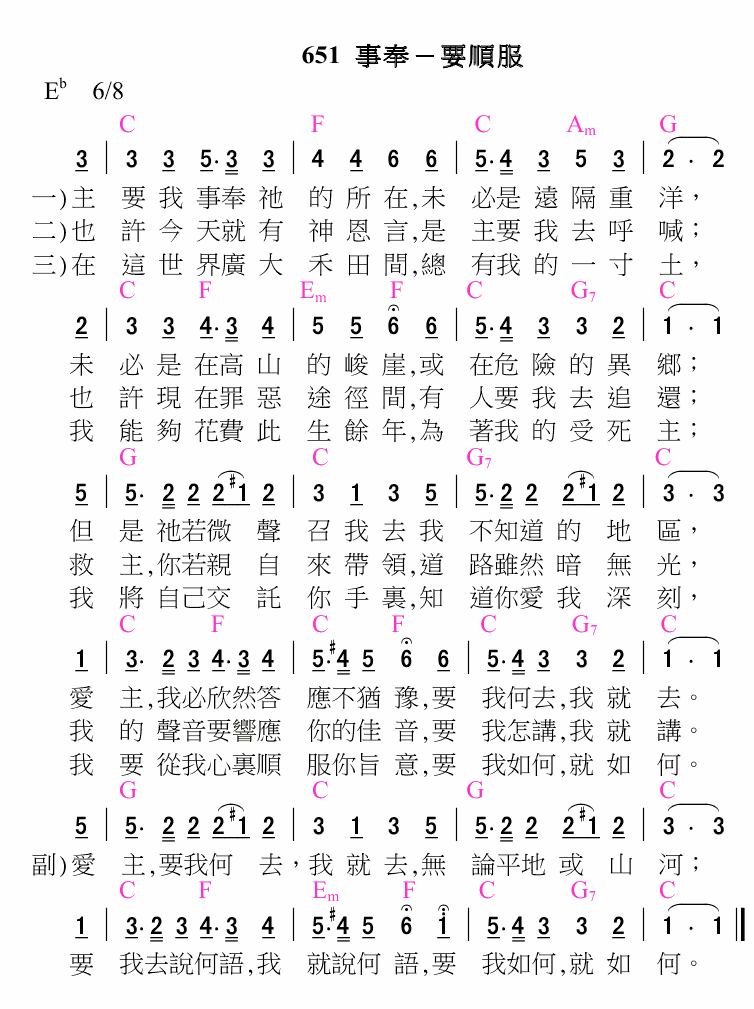 651 事奉－要順服
E♭ 6/8
C F C Am G
3 | 3 3 5· 3 3 | 4 4 6 6 | 5· 4 3 5 3 | 2 · 2
一)主 要 我 事奉 祂 的 所 在,未 必是 遠 隔 重 洋，
二)也 許 今 天就 有 神 恩 言,是 主要 我 去 呼 喊；
三)在 這 世 界廣 大 禾 田 間,總 有我 的 一 寸 土，
C F Em F C G7 C
2 | 3 3 4· 3 4 | 5 5 6 6 | 5· 4 3 3 2 | 1 · 1
未 必 是 在高 山 的 峻 崖,或 在危 險 的 異 鄉；
也 許 現 在罪 惡 途 徑 間,有 人要 我 去 追 還；
我 能 夠 花費 此 生 餘 年,為 著我 的 受 死 主；
G C G7 C
5 | 5· 2 2 2 #1 2 | 3 1 3 5 | 5· 2 2 2 #1 2 | 3 · 3
但 是 祂若微 聲 召 我 去 我 不知道 的 地 區，
救 主,你若親 自 來 帶 領,道 路雖然 暗 無 光，
我 將 自己交 託 你 手 裏,知 道你愛 我 深 刻，
C F C F C G7 C
1 | 3· 2 3 4· 3 4 | 5· #4 5 6 6 | 5· 4 3 3 2 | 1 · 1
愛 主,我必欣然答 應不猶 豫,要 我何去,我 就 去。
我 的 聲音要響應 你的佳 音,要 我怎講,我 就 講。
我 要 從我心裏順 服你旨 意,要 我如何,就 如 何。
G C G C
5 | 5· 2 2 2 #1 2 | 3 1 3 5 | 5· 2 2 2 #1 2 | 3 · 3
副)愛 主,要我何 去，我 就 去,無 論平地 或 山 河；
C F Em F C G7 C
1 | 3· 2 3 4· 3 4 | 5· #4 5 6 1̇ | 5· 4 3 3 2 | 1 · 1 ||
要 我去說何語,我 就說何 語,要 我如何,就 如 何。